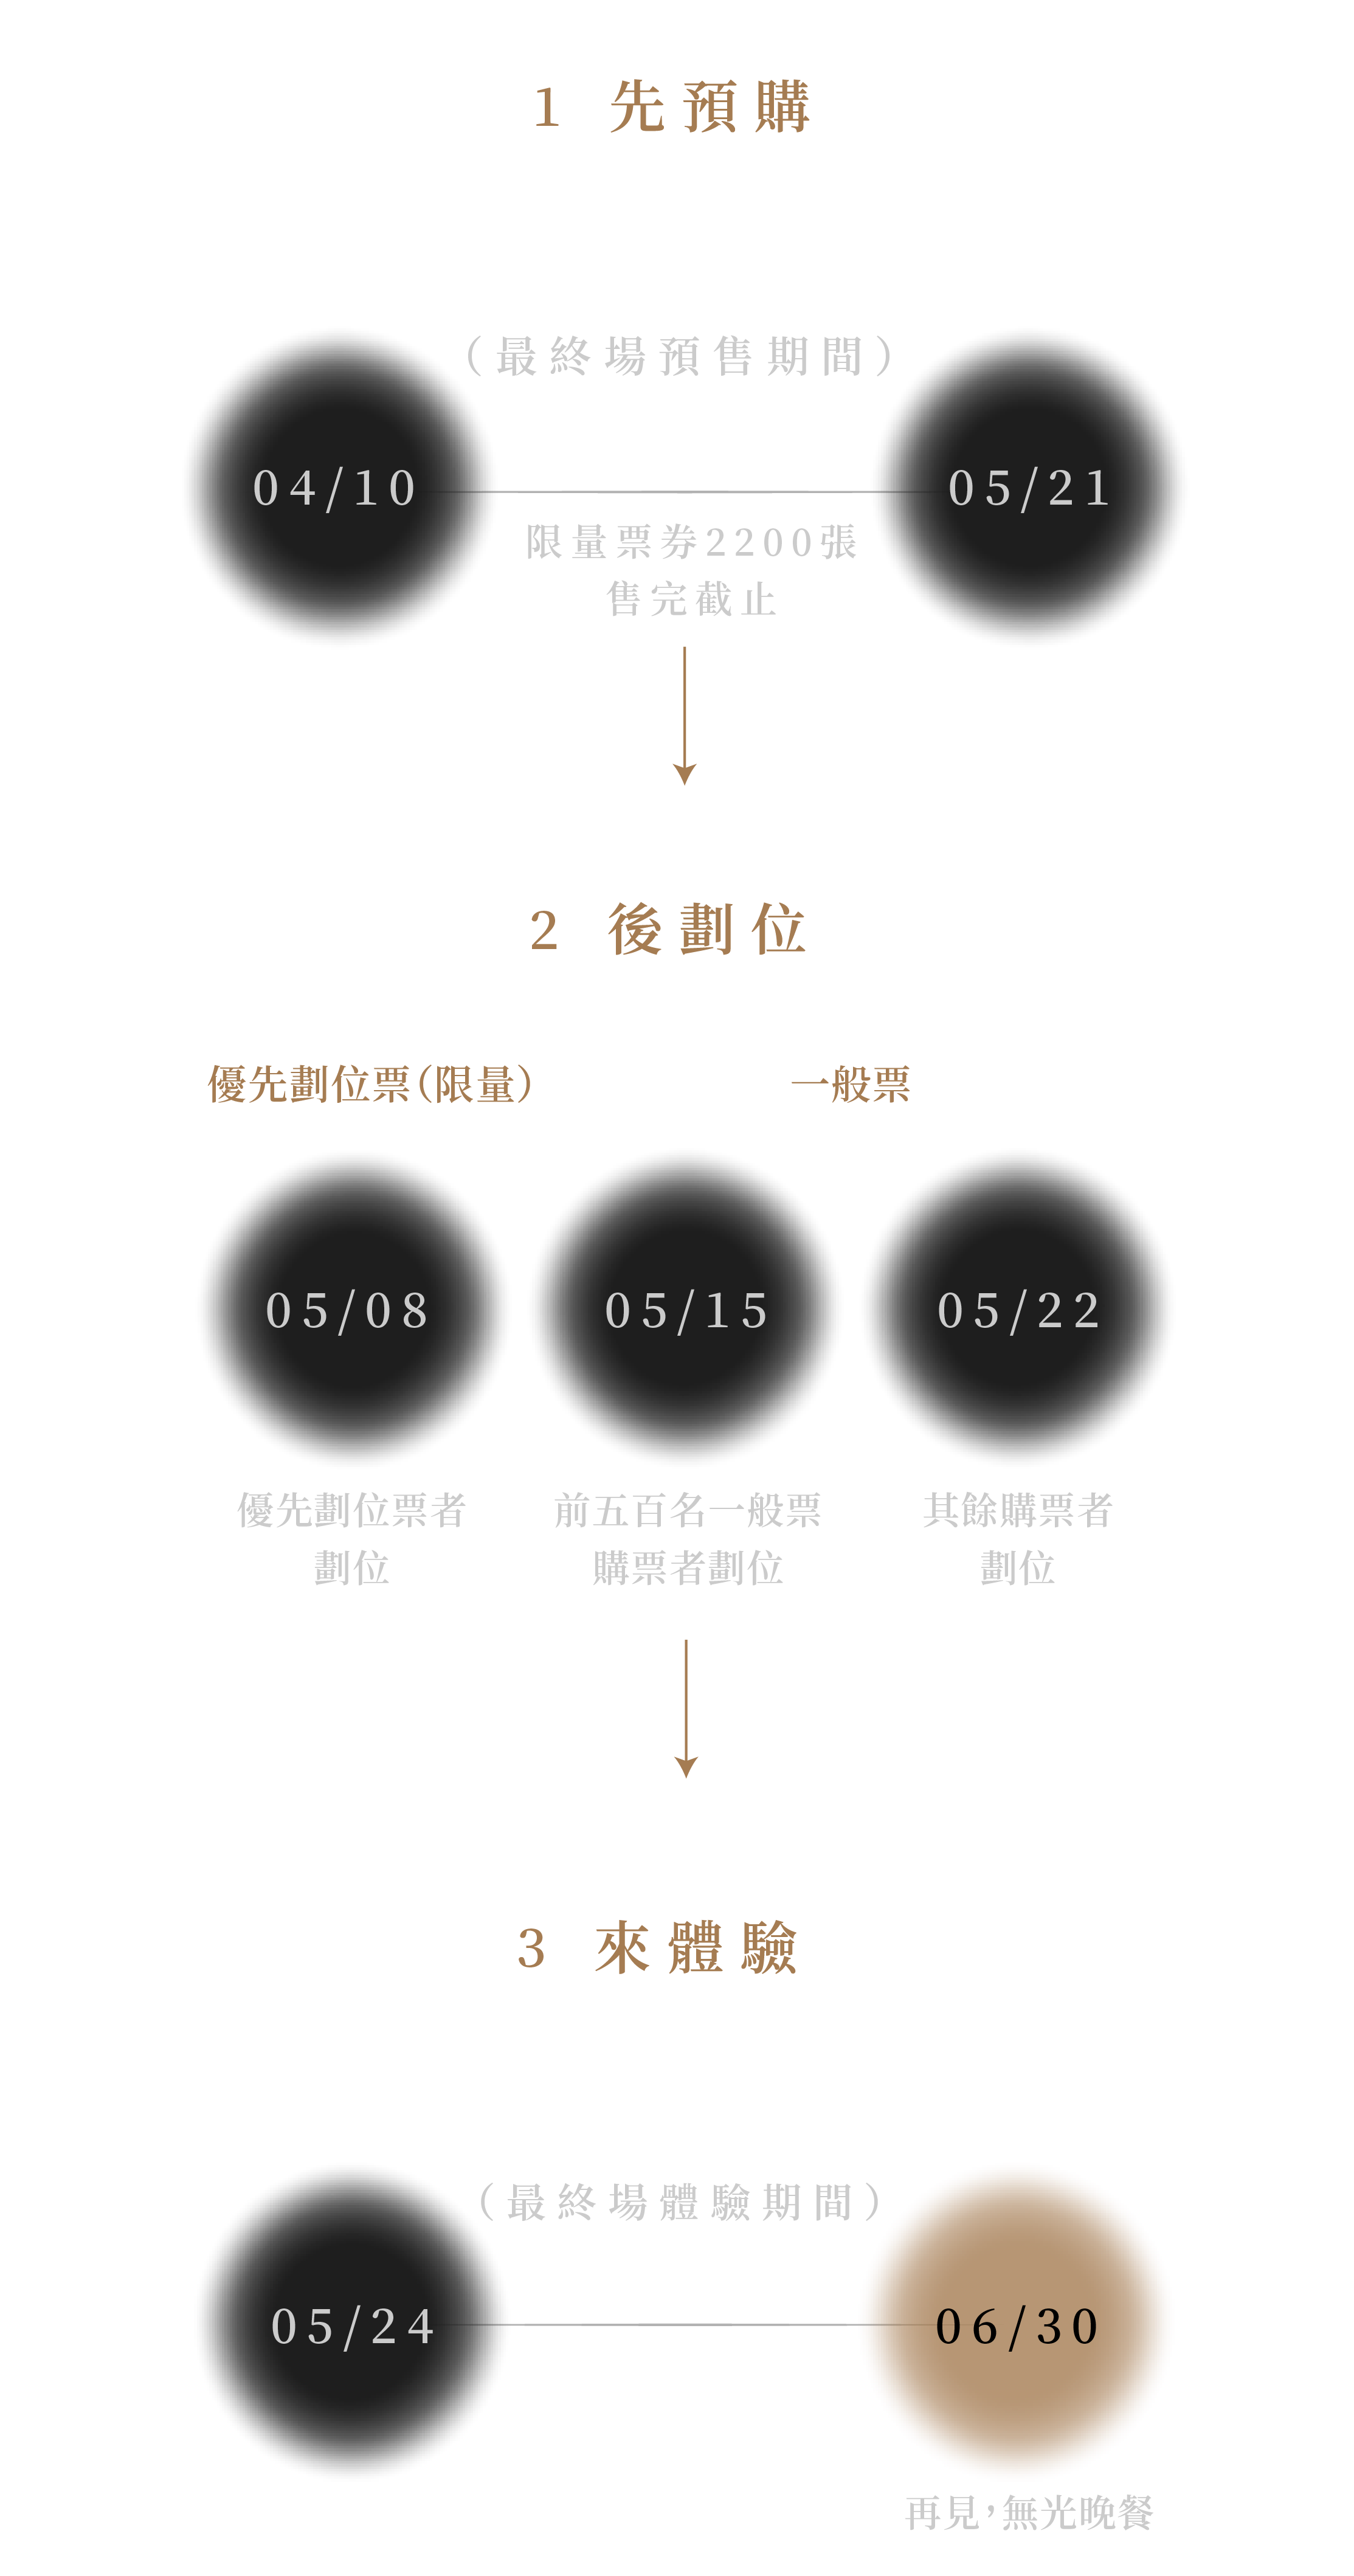 1 先預購
（最終場預售期間）
04/10
05/21
限量票券2200張
售完截止
2 後劃位
優先劃位票（限量）
一般票
05/08
05/15
05/22
優先劃位票者
劃位
前五百名一般票
購票者劃位
其餘購票者
劃位
3 來體驗
（最終場體驗期間）
05/24
06/30
再見，無光晚餐